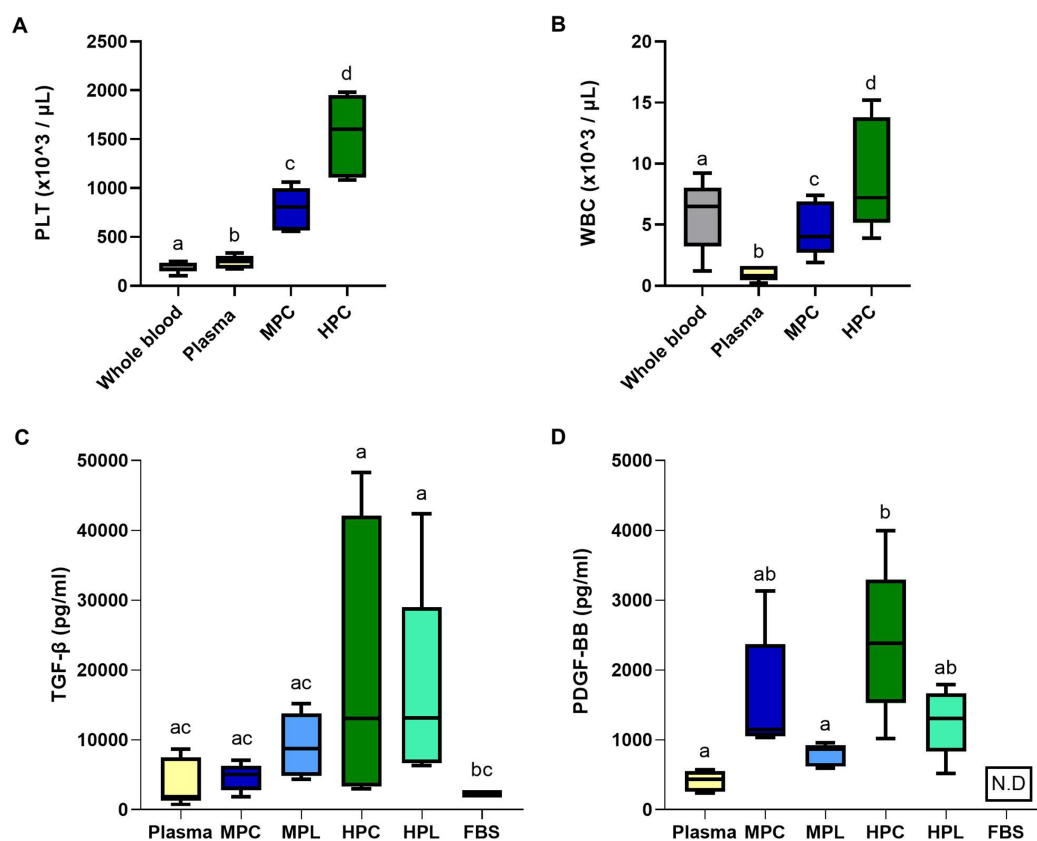 A
PLT (x10^3 / µL)
2500
2000
1500
1000
500
0
a
b
c
d
Whole blood
Plasma
MPC
HPC
B
WBC (x10^3 / µL)
20
15
10
5
0
a
b
c
d
Whole blood
Plasma
MPC
HPC
C
TGF-β (pg/ml)
50000
40000
30000
20000
10000
0
ac
ac
ac
a
a
bc
Plasma MPC MPL HPC HPL FBS
D
PDGF-BB (pg/ml)
5000
4000
3000
2000
1000
0
a
ab
a
b
ab
N.D
Plasma MPC MPL HPC HPL FBS